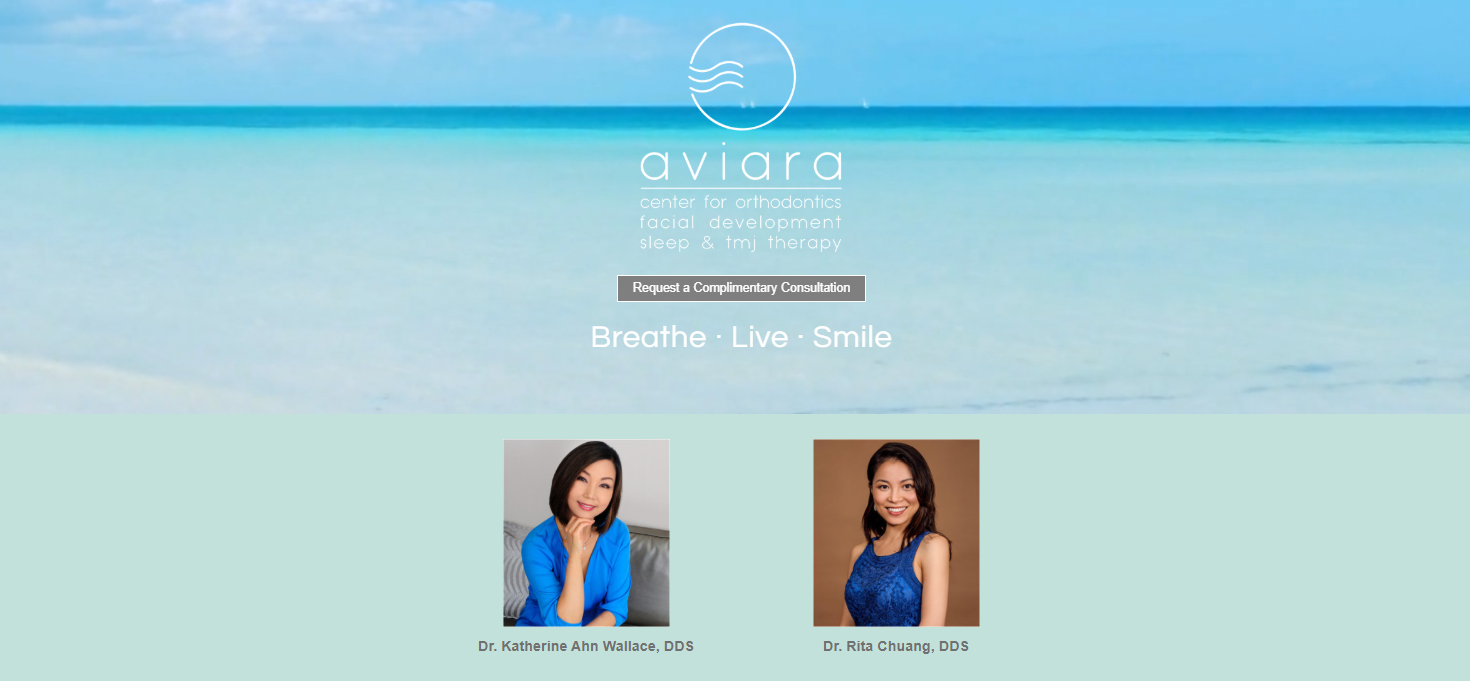 aviara
center for orthodontics
facial development
sleep & tmj therapy
Request a Complimentary Consultation
Breathe · Live · Smile
Dr. Katherine Ahn Wallace, DDS
Dr. Rita Chuang, DDS